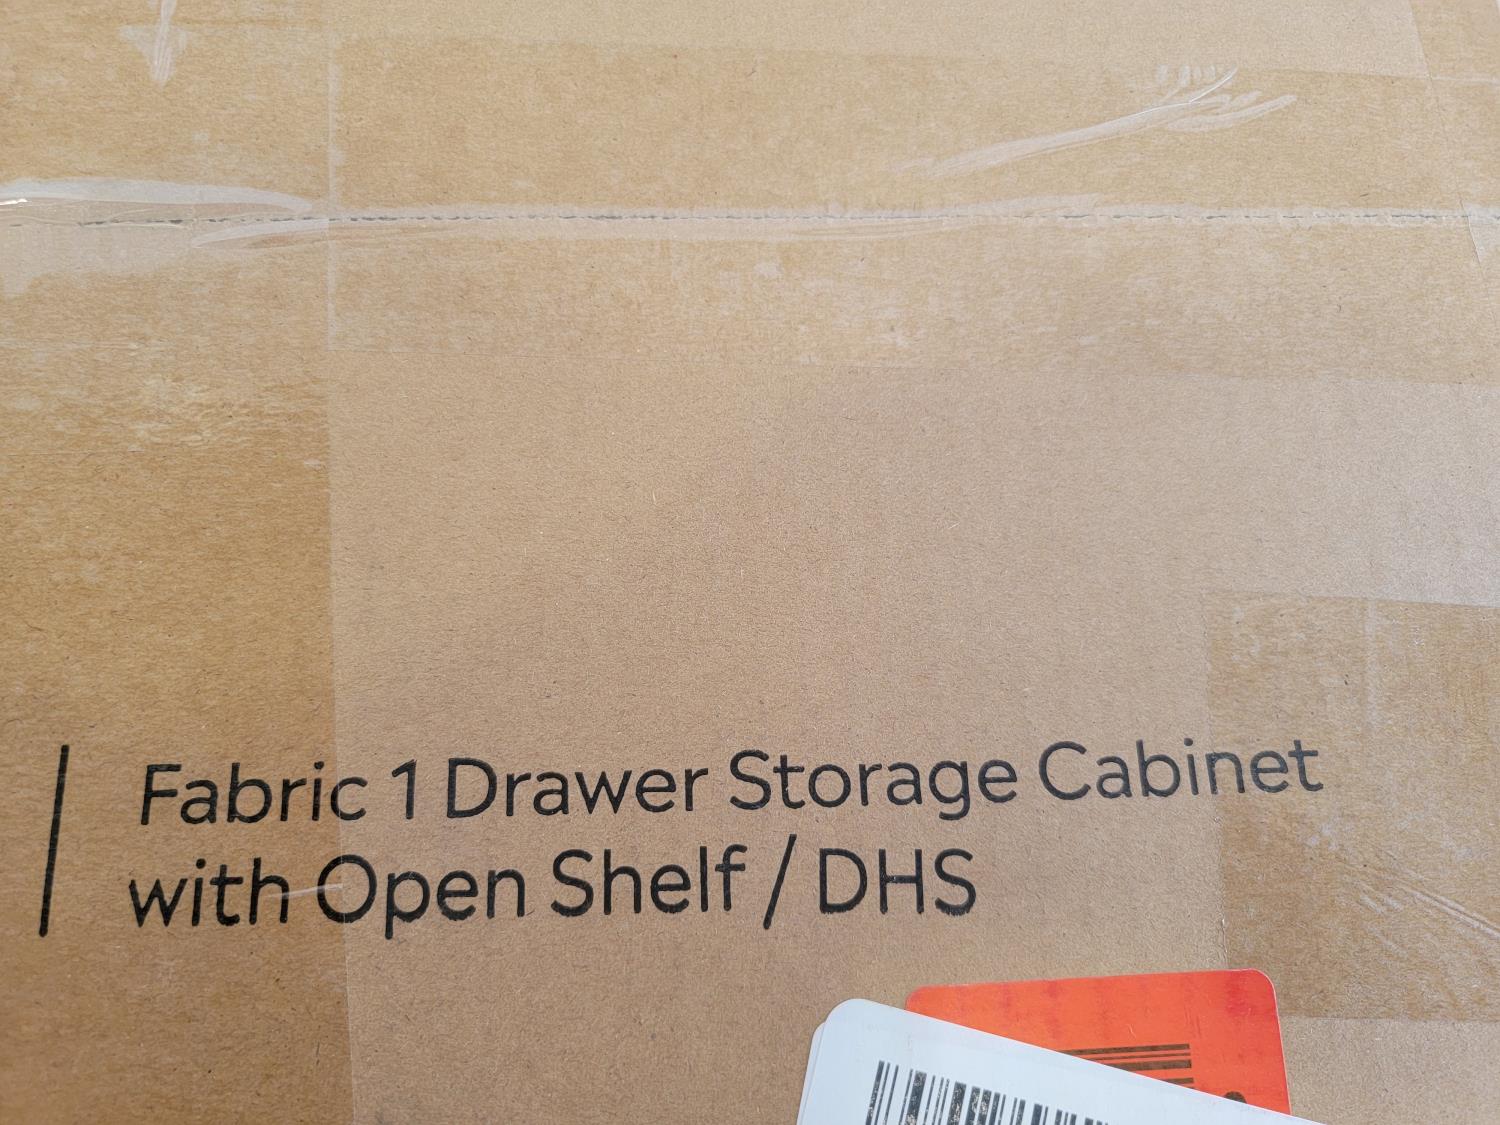 Fabric 1 Drawer Storage Cabinet
with Open Shelf / DHS